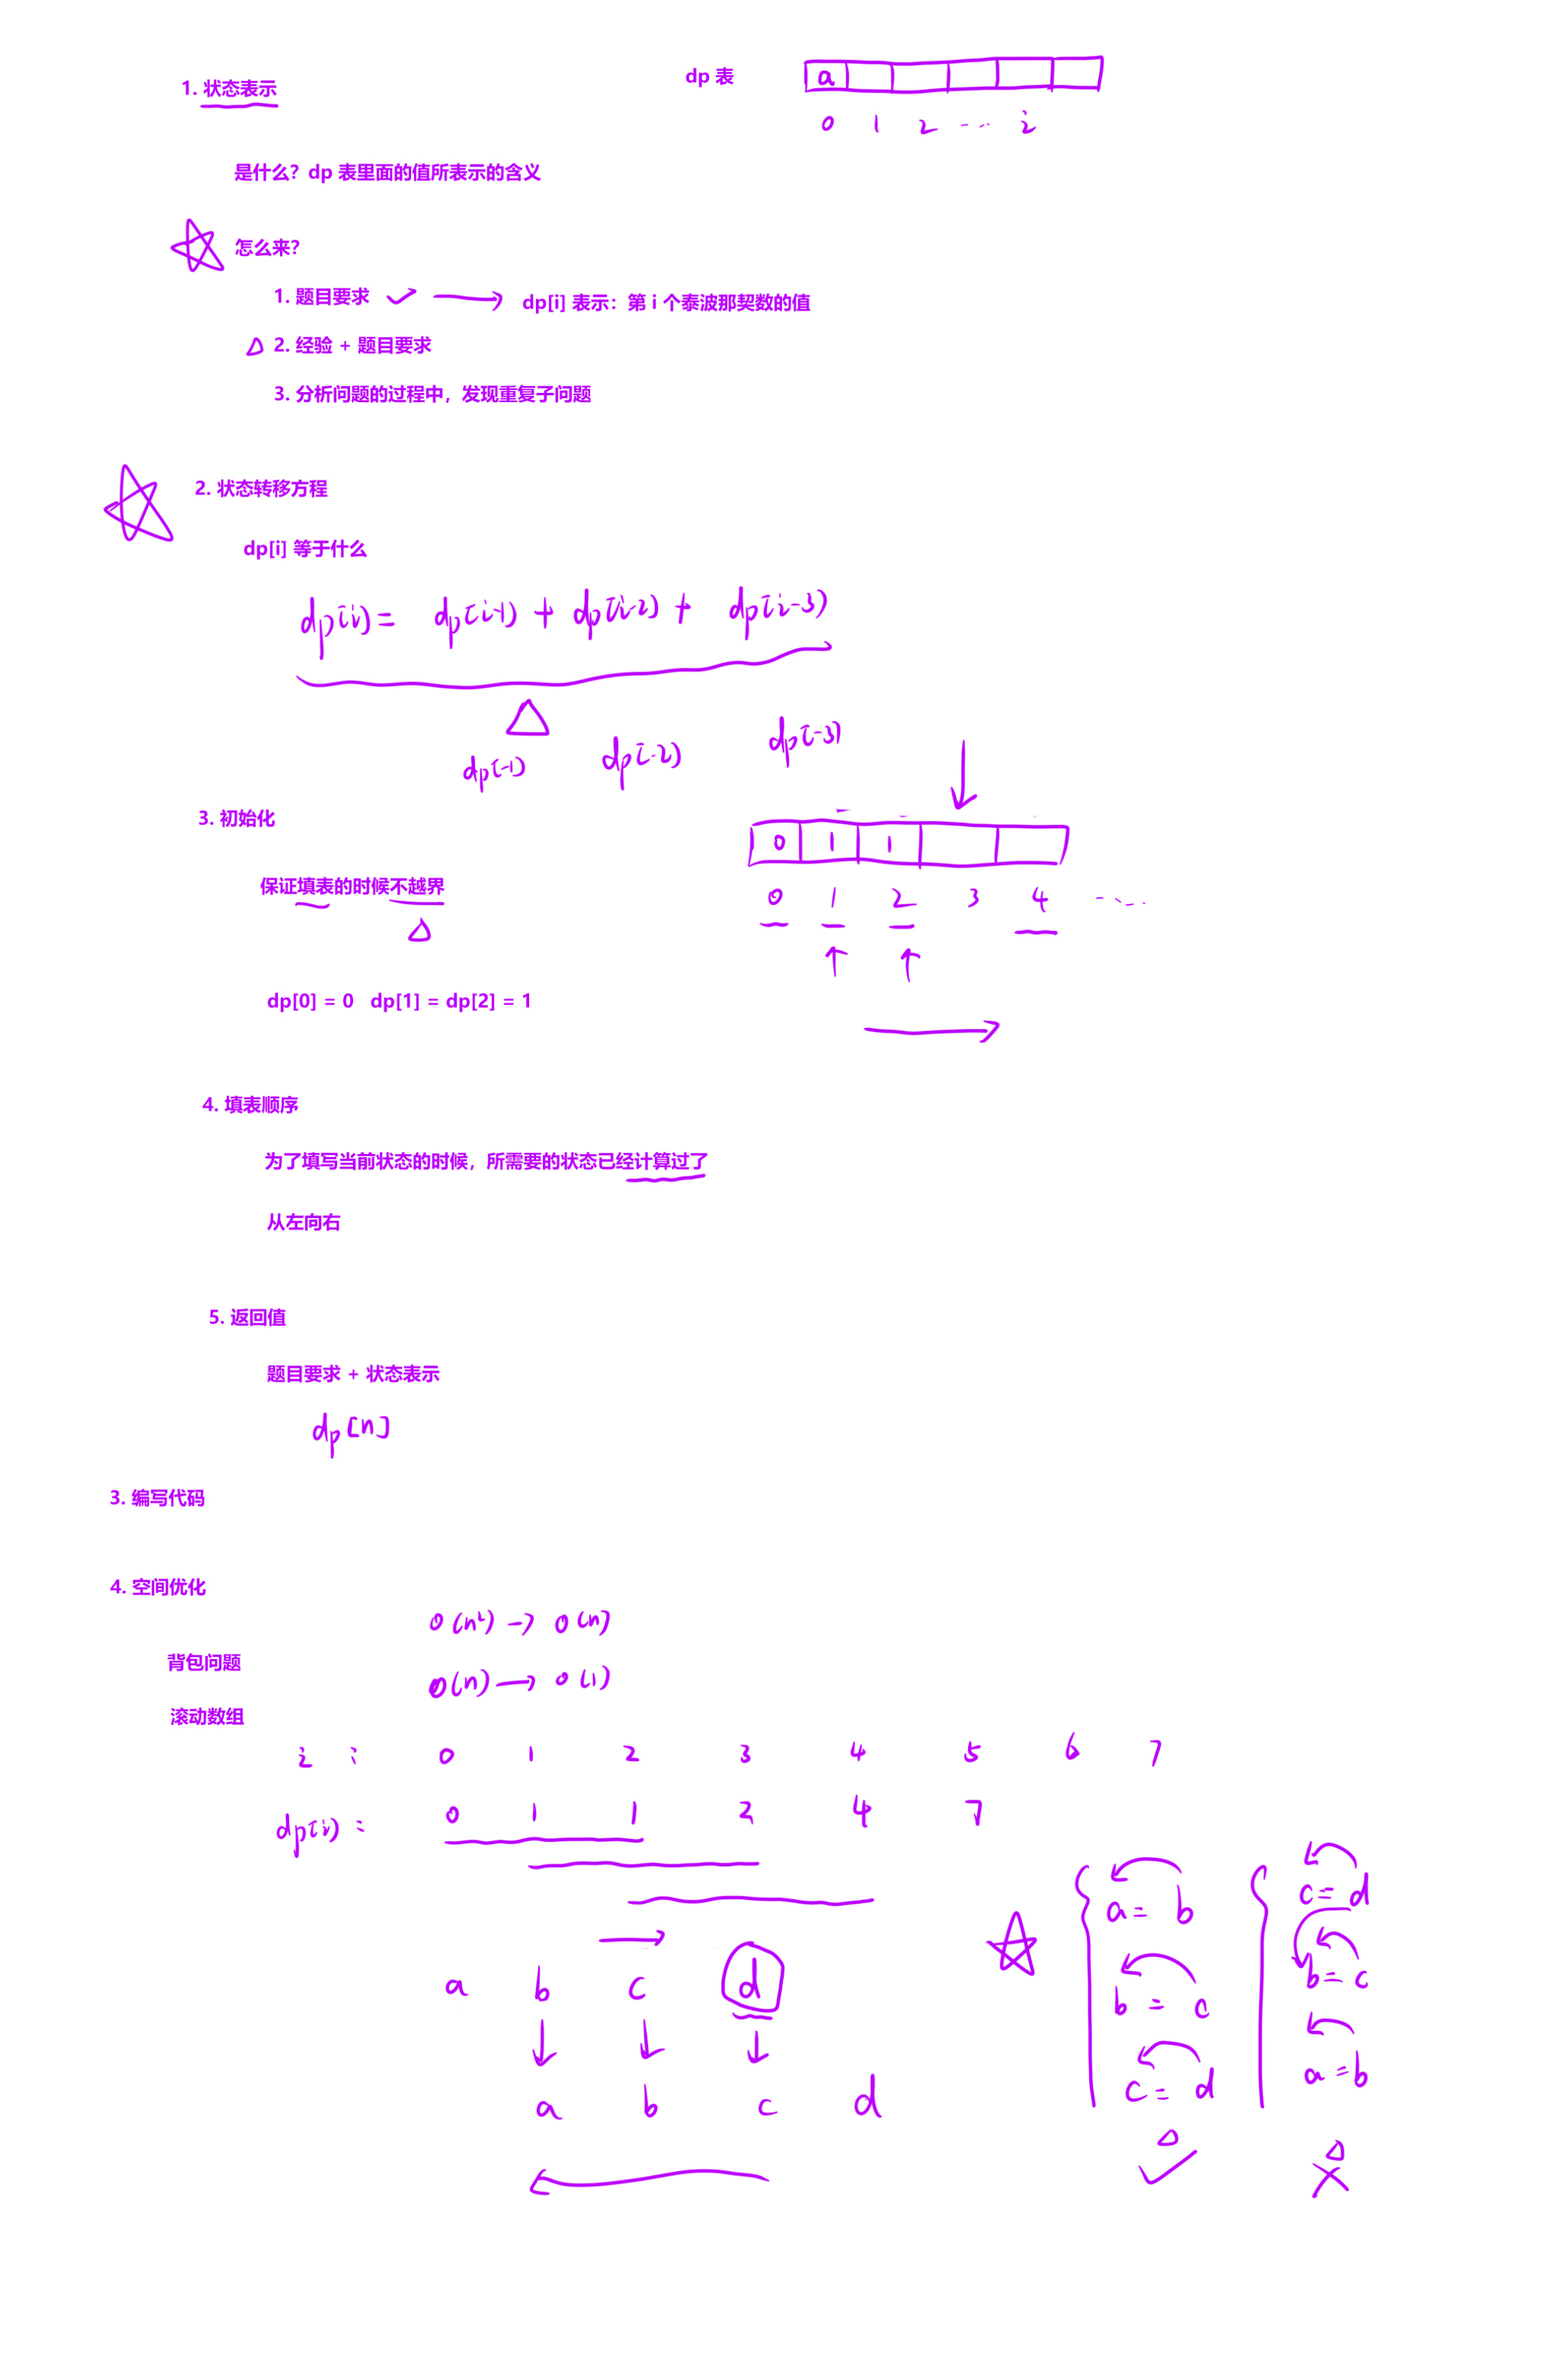 1. 状态表示
dp 表
a
0 1 2 ... i
是什么？dp 表里面的值所表示的含义
怎么来？
1. 题目要求
dp[i] 表示：第 i 个泰波那契数的值
2. 经验 + 题目要求
3. 分析问题的过程中，发现重复子问题
2. 状态转移方程
dp[i] 等于什么
dp[i] = dp[i-1] + dp[i-2] + dp[i-3]
dp[-1] dp[-2] dp[-3]
3. 初始化
0 1 1
保证填表的时候不越界
0 1 2 3 4 ....
dp[0] = 0 dp[1] = dp[2] = 1
4. 填表顺序
为了填写当前状态的时候，所需要的状态已经计算过了
从左向右
5. 返回值
题目要求 + 状态表示
dp[n]
3. 编写代码
4. 空间优化
O(n²) → O(n)
背包问题
O(n) → O(1)
滚动数组
i : 0 1 2 3 4 5 6 7
dp[i] : 0 1 1 2 4 7
a b c d
a b c d
a = b
b = c
c = d
c = d
b = c
a = b